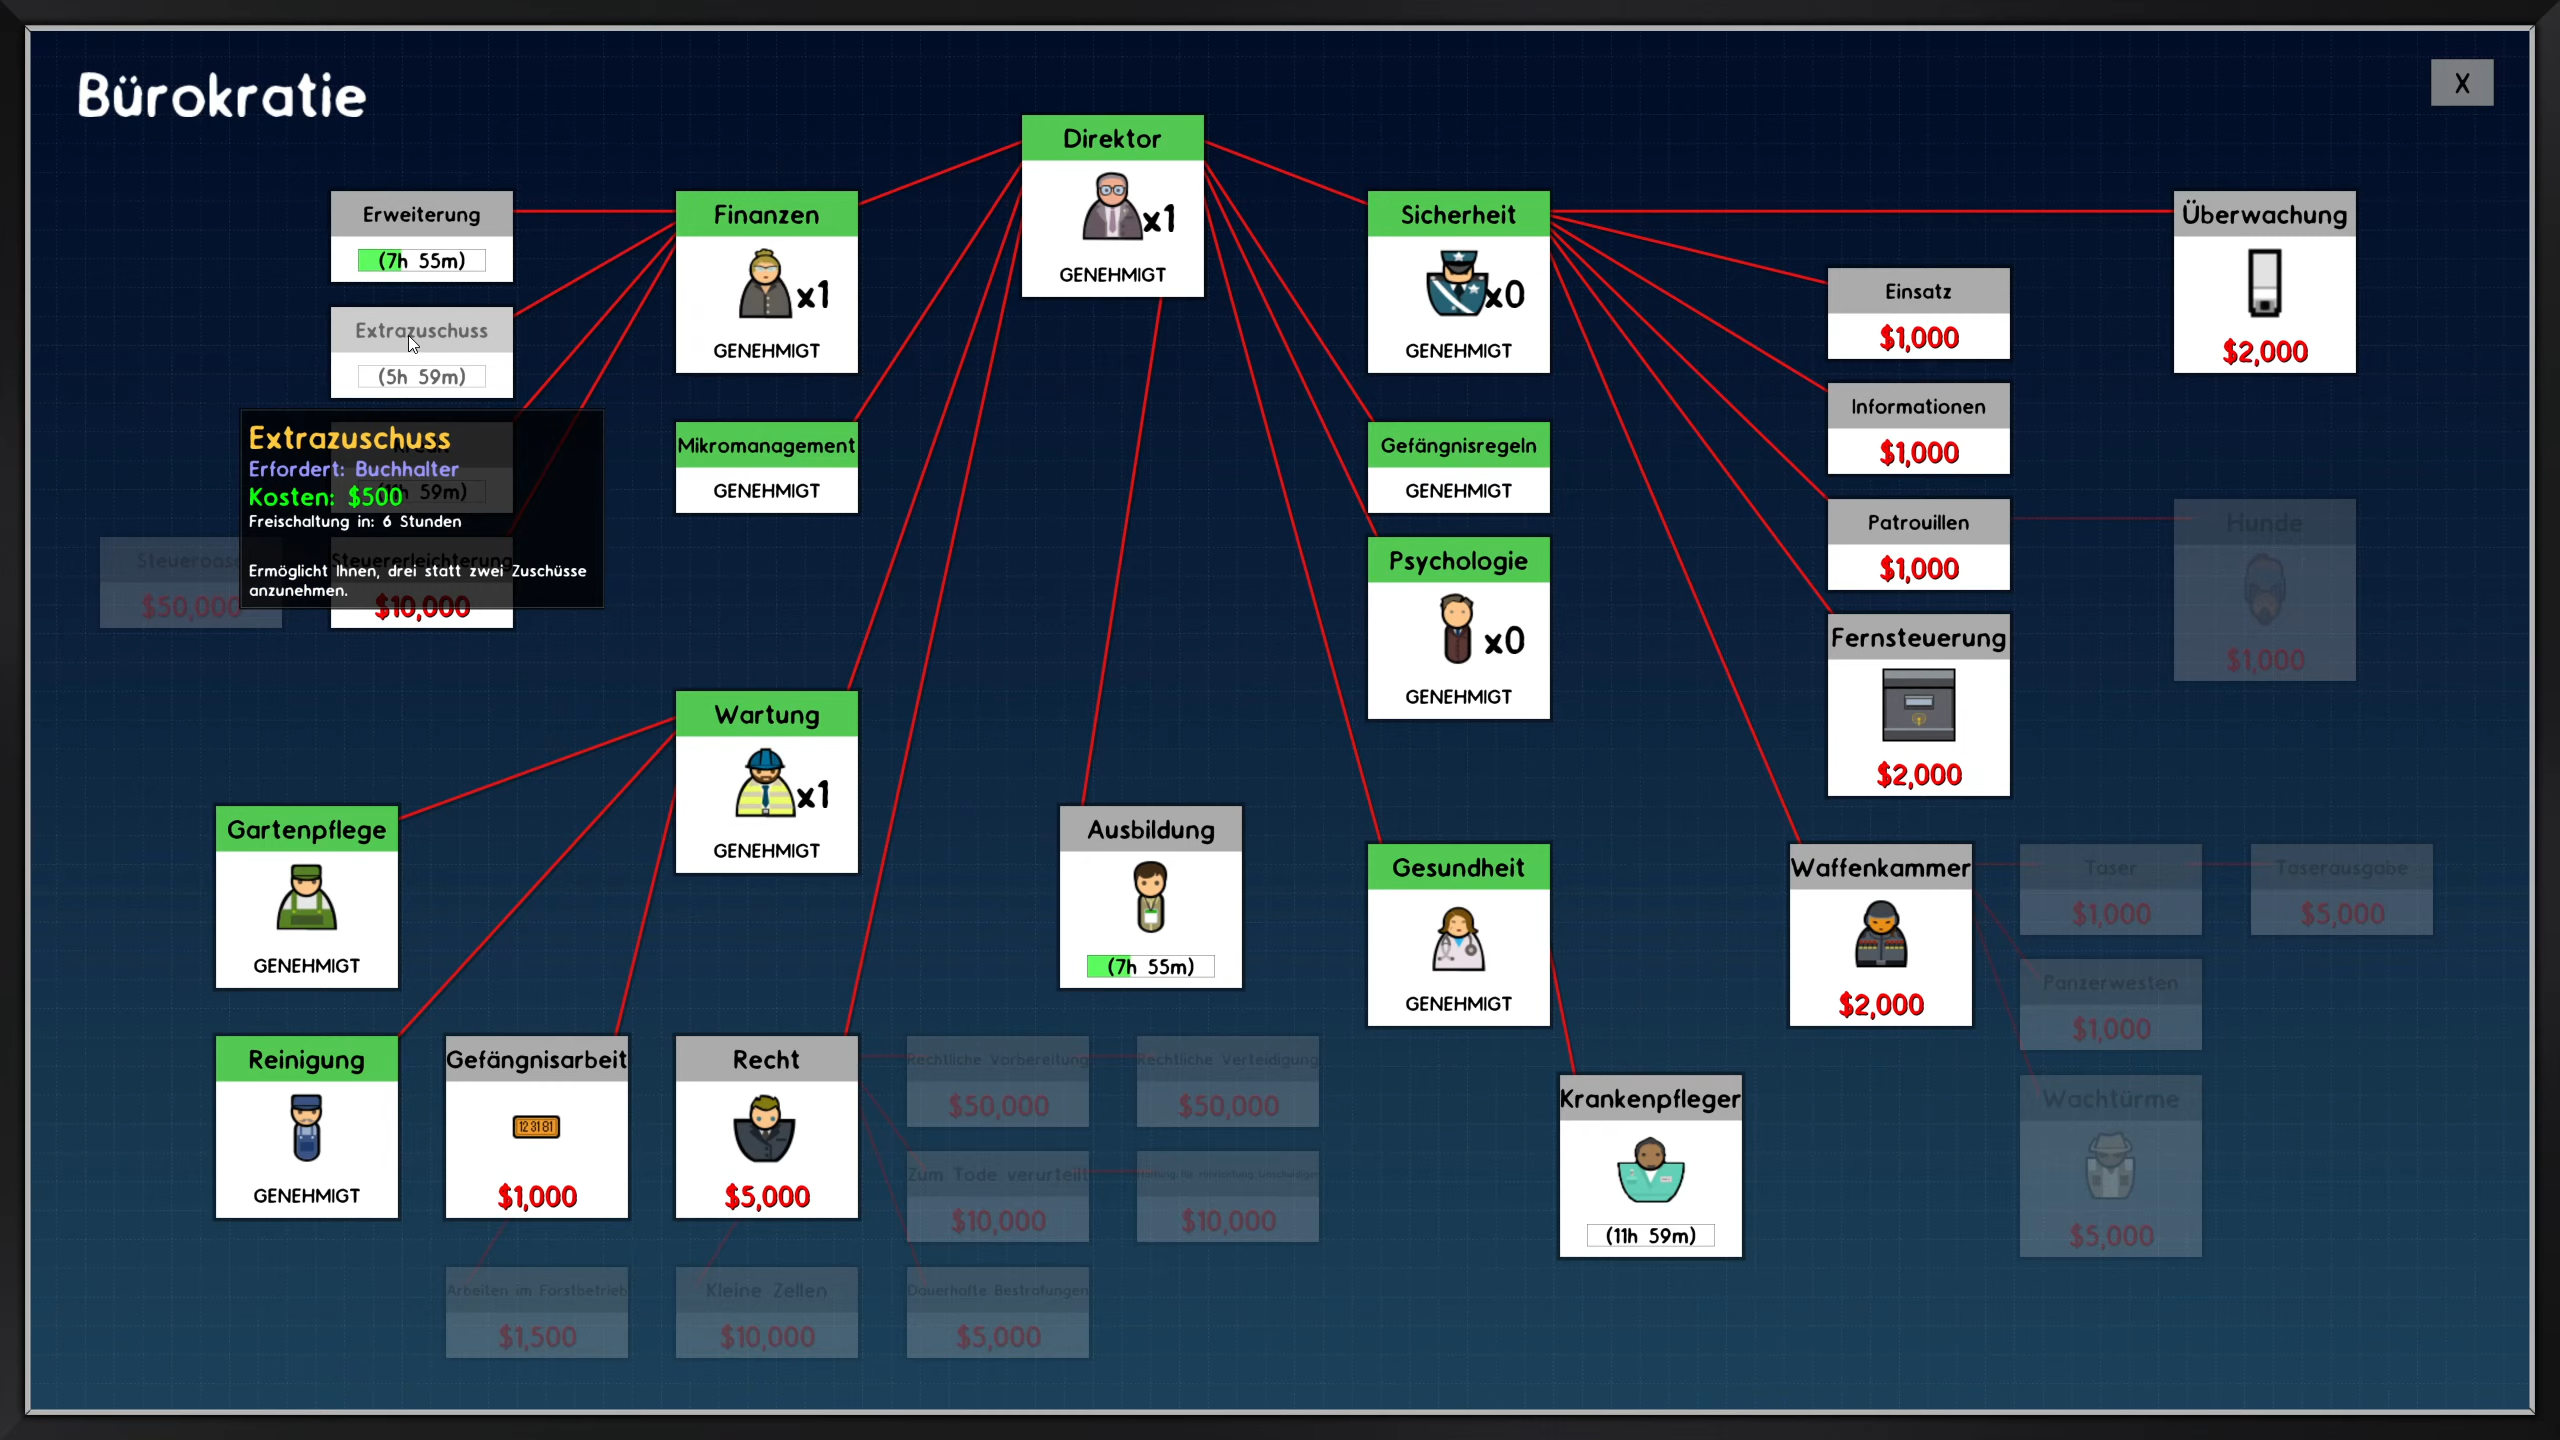 Bürokratie
X
Direktor
x1
GENEHMIGT
Erweiterung
(7h 55m)
Finanzen
x1
GENEHMIGT
Sicherheit
x0
GENEHMIGT
Überwachung
$2,000
Extrazuschuss
(5h 59m)
Einsatz
$1,000
Informationen
$1,000
Extrazuschuss
Erfordert: Buchhalter
Kosten: $500
Freischaltung in: 6 Stunden
Ermöglicht Ihnen, drei statt zwei Zuschüsse
anzunehmen.
59m)
Steuererleichterung
$10,000
Steueroase
$50,000
Mikromanagement
GENEHMIGT
Gefängnisregeln
GENEHMIGT
Patrouillen
$1,000
Hunde
$1,000
Psychologie
x0
GENEHMIGT
Fernsteuerung
$2,000
Wartung
x1
GENEHMIGT
Gartenpflege
GENEHMIGT
Ausbildung
(7h 55m)
Gesundheit
GENEHMIGT
Waffenkammer
$2,000
Taser
$1,000
Taserausgabe
$5,000
Panzerwesten
$1,000
Reinigung
GENEHMIGT
Gefängnisarbeit
12 31 81
$1,000
Recht
$5,000
Rechtliche Vorbereitung
$50,000
Rechtliche Verteidigung
$50,000
Krankenpfleger
(11h 59m)
Wachtürme
$5,000
Zum Tode verurteilt
$10,000
$10,000
Arbeiten im Forstbetrieb
$1,500
Kleine Zellen
$10,000
Dauerhafte Bestrafungen
$5,000